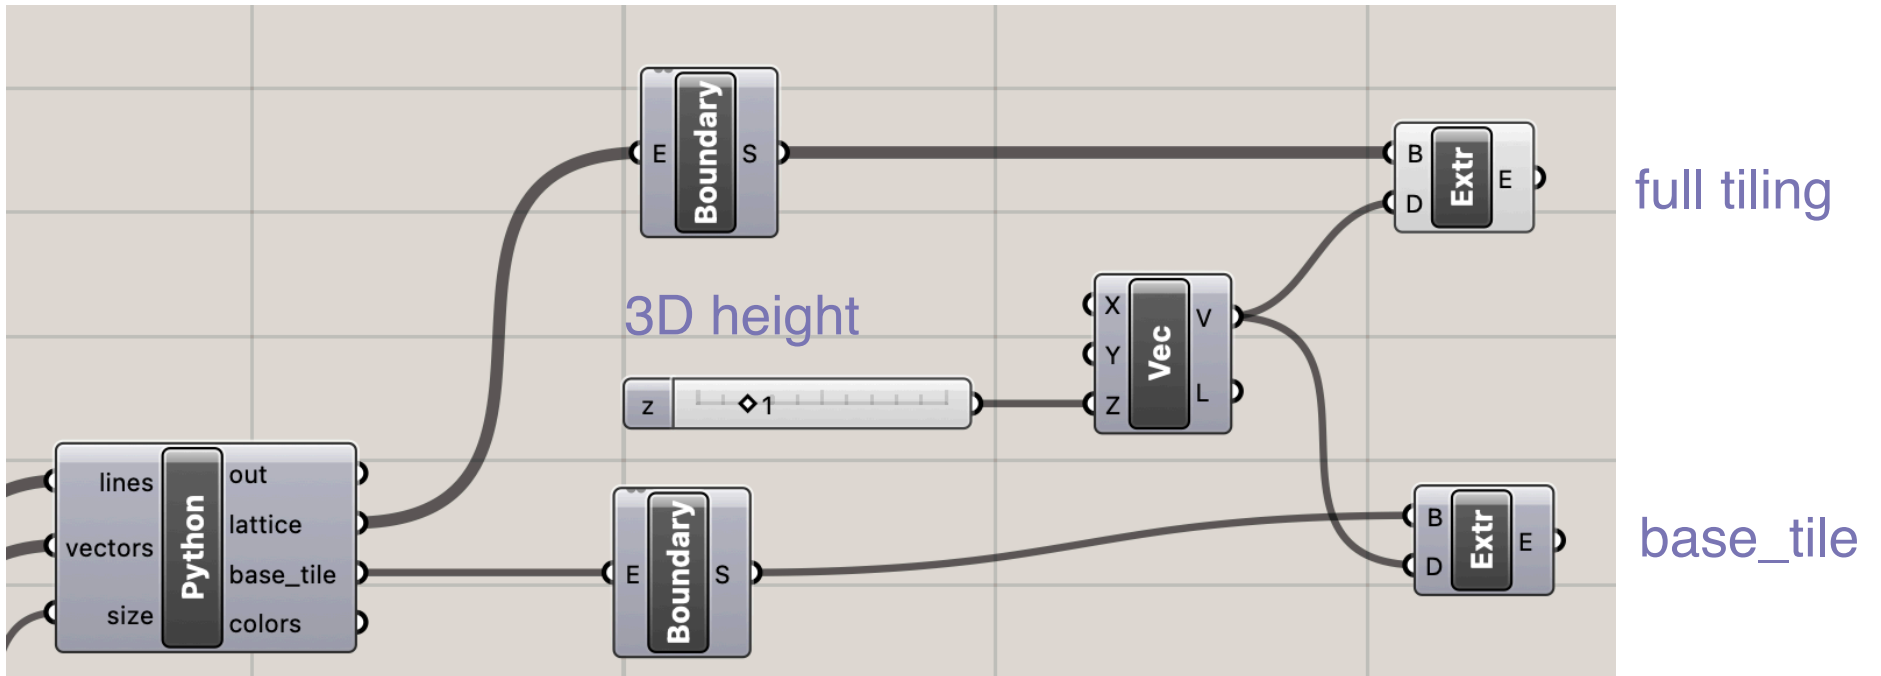 E Boundary S
B Extr E
D
full tiling
3D height
X Vec V
Y
Z L
z 1
lines Python out
lattice
vectors
base_tile
size
colors
E Boundary S
B Extr E
D
base_tile